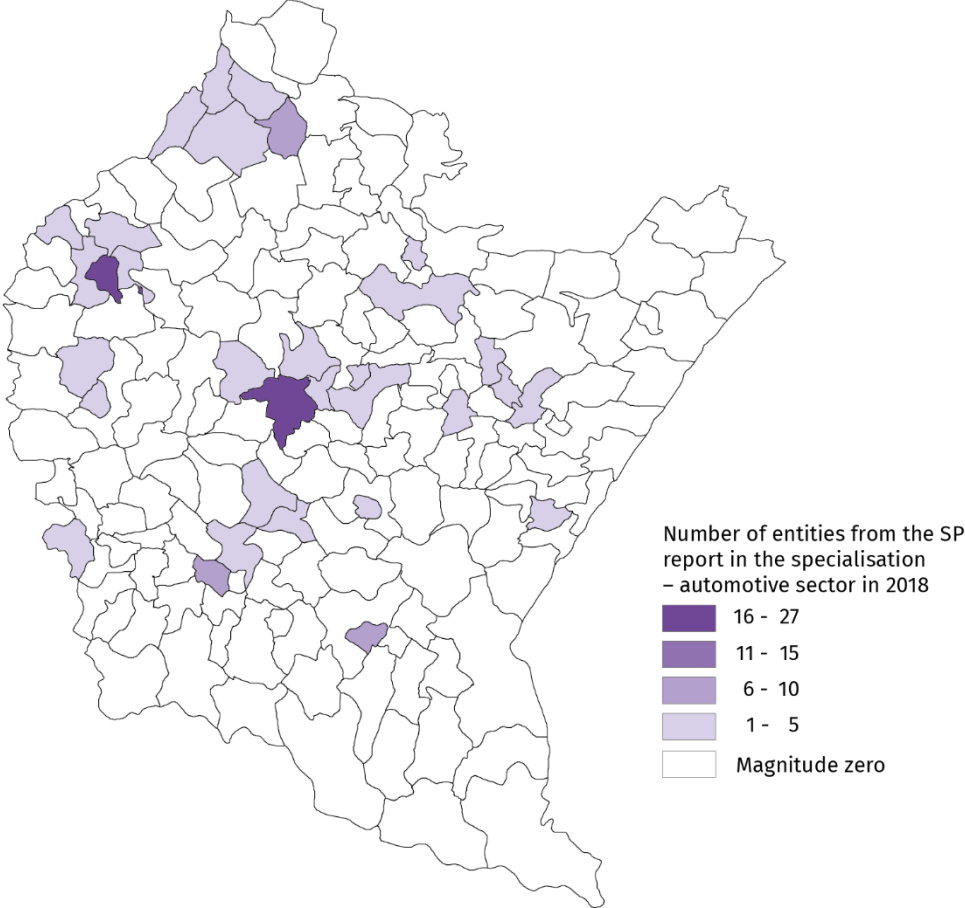 Number of entities from the SP
report in the specialisation
– automotive sector in 2018
16 - 27
11 - 15
6 - 10
1 - 5
Magnitude zero